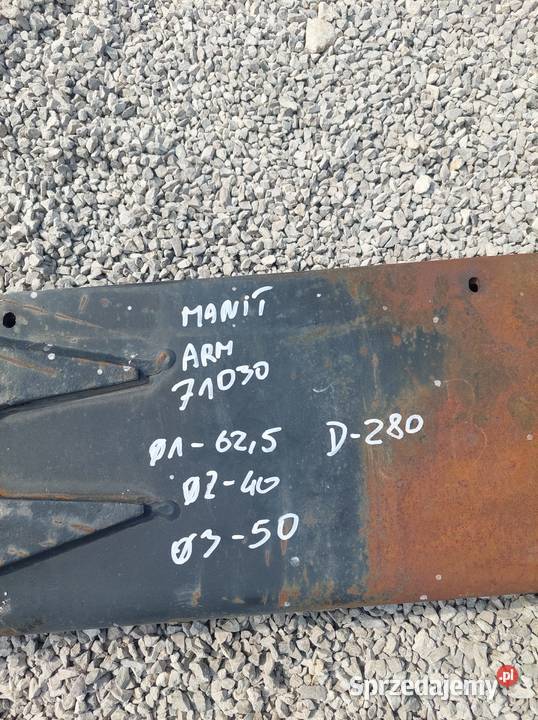 MANIT
ARM
71030
Ø1-62,5 D-280
Ø2-40
Ø3-50
Sprzedajemy.pl